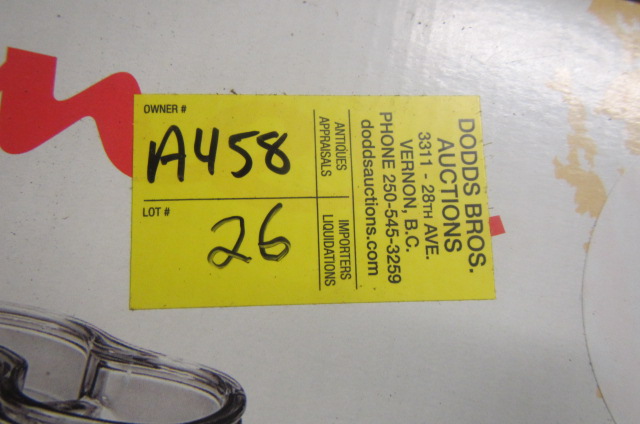 OWNER #
A458
LOT #
26
ANTIQUES
APPRAISALS
IMPORTERS
LIQUIDATIONS
DODDS BROS.
AUCTIONS
3311 - 28TH AVE.
VERNON, B.C.
PHONE 250-545-3259
doddsauctions.com